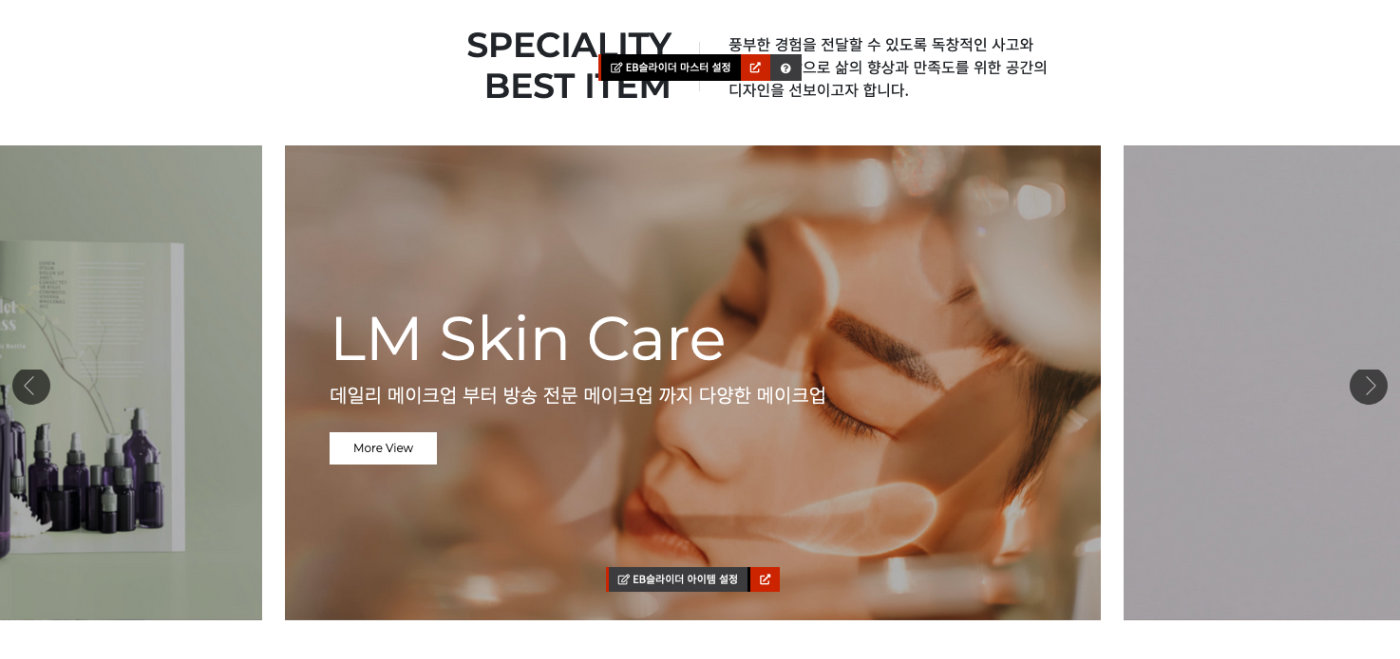 SPECIALITY
BEST ITEM
풍부한 경험을 전달할 수 있도록 독창적인 사고와
으로 삶의 향상과 만족도를 위한 공간의
디자인을 선보이고자 합니다.
EB슬라이더 마스터 설정
LM Skin Care
데일리 메이크업 부터 방송 전문 메이크업 까지 다양한 메이크업
More View
EB슬라이더 아이템 설정